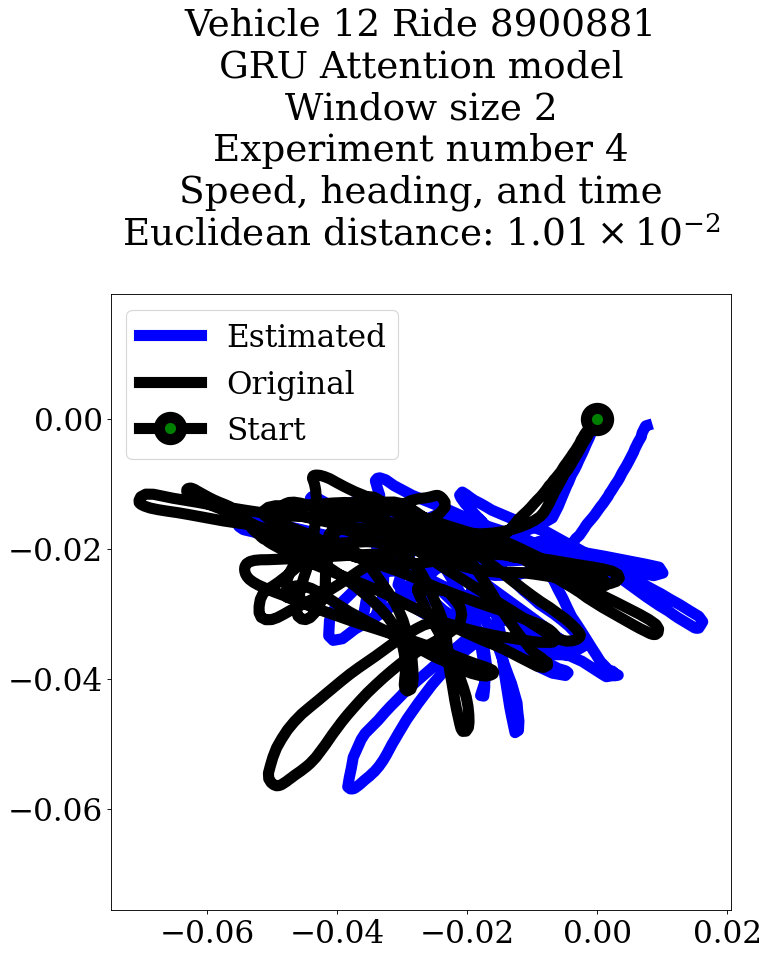 Vehicle 12 Ride 8900881
GRU Attention model
Window size 2
Experiment number 4
Speed, heading, and time
Euclidean distance: 1.01 × 10⁻²
Estimated
Original
Start
0.00
−0.02
−0.04
−0.06
−0.06 −0.04 −0.02 0.00 0.02